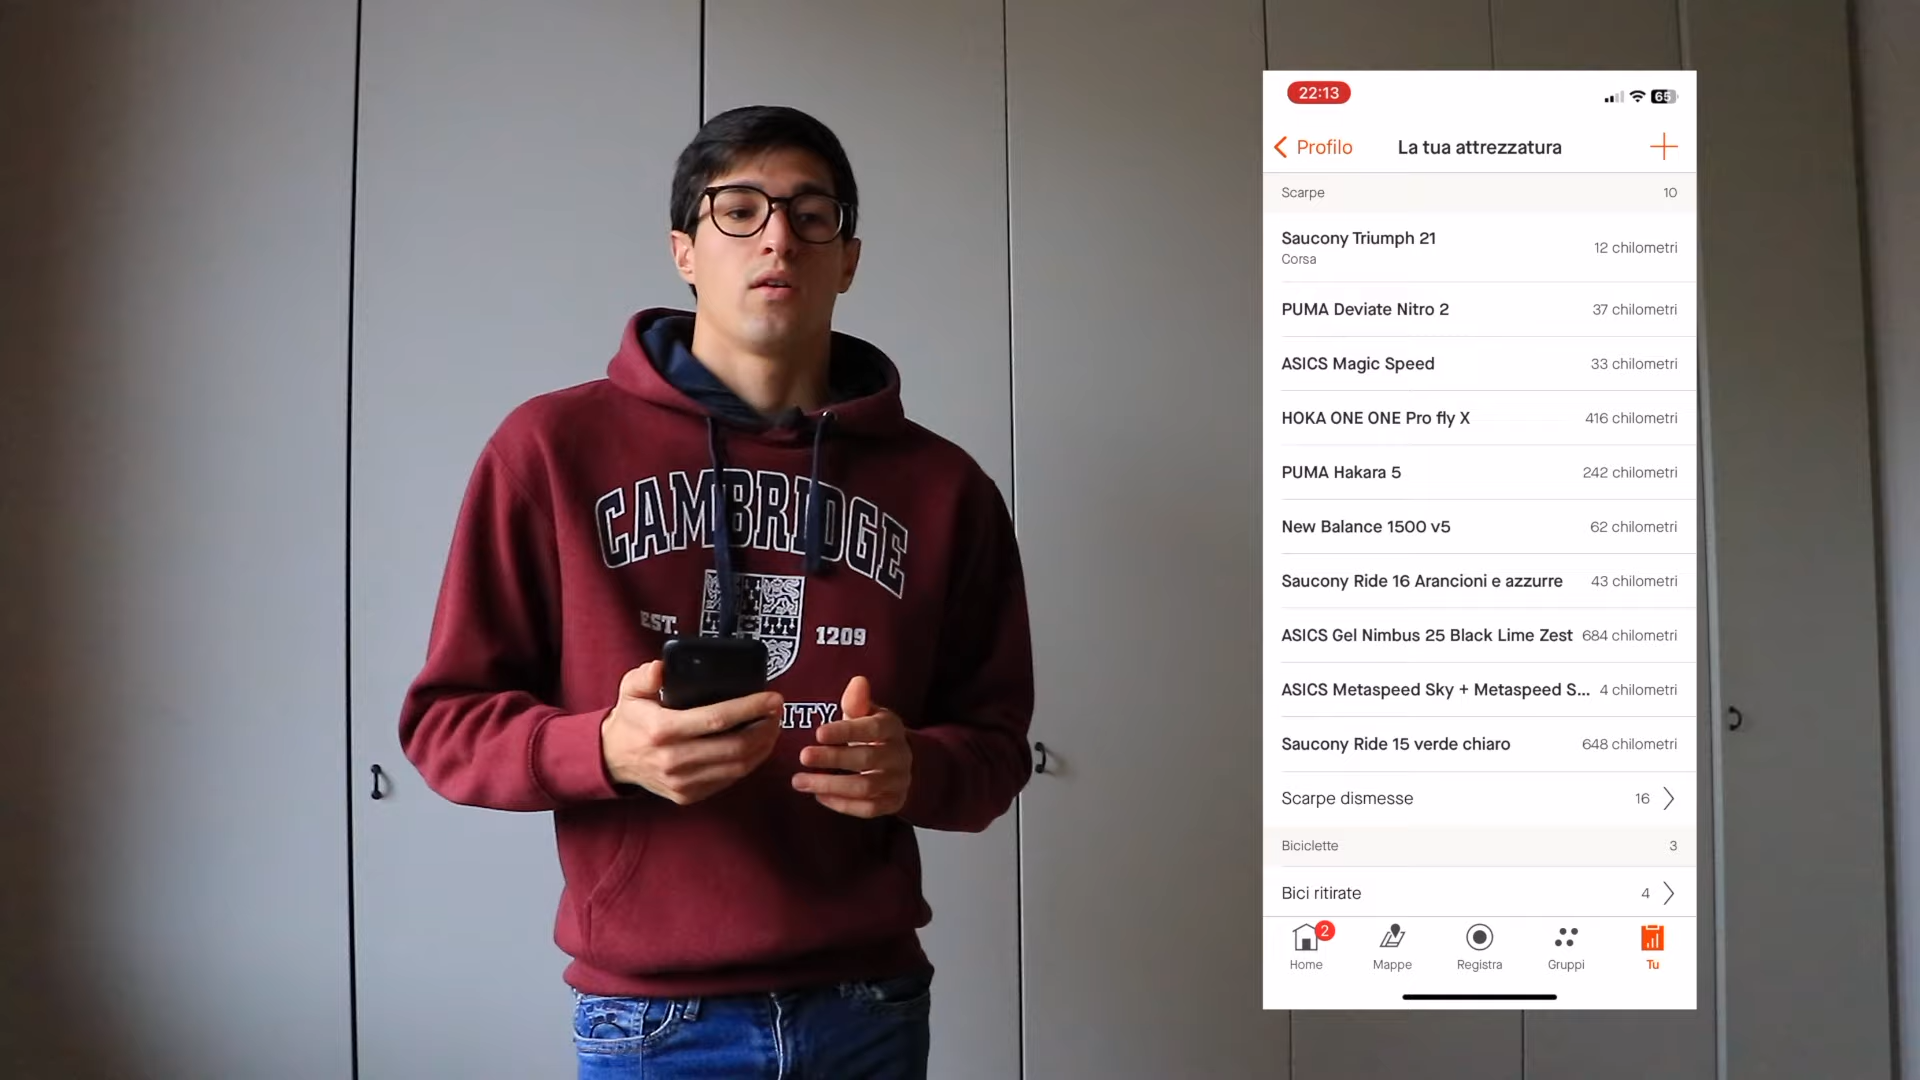 CAMBRIDGE
EST. 1209
ITY
22:13
65
Profilo La tua attrezzatura
Scarpe 10
Saucony Triumph 21
Corsa
12 chilometri
PUMA Deviate Nitro 2 37 chilometri
ASICS Magic Speed 33 chilometri
HOKA ONE ONE Pro fly X 416 chilometri
PUMA Hakara 5 242 chilometri
New Balance 1500 v5 62 chilometri
Saucony Ride 16 Arancioni e azzurre 43 chilometri
ASICS Gel Nimbus 25 Black Lime Zest 684 chilometri
ASICS Metaspeed Sky + Metaspeed S... 4 chilometri
Saucony Ride 15 verde chiaro 648 chilometri
Scarpe dismesse 16
Biciclette 3
Bici ritirate 4
2
Home Mappe Registra Gruppi Tu